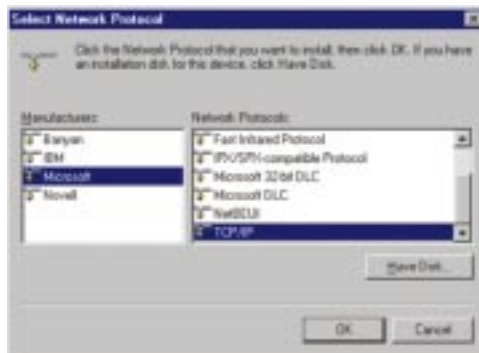 Select Network Protocol
Click the Network Protocol that you want to install, then click OK. If you have
an installation disk for this device, click Have Disk.
Manufacturers:
Banyan
IBM
Microsoft
Novell
Network Protocols:
Fast Infrared Protocol
IPX/SPX-compatible Protocol
Microsoft 32-bit DLC
Microsoft DLC
NetBEUI
TCP/IP
Have Disk...
OK
Cancel